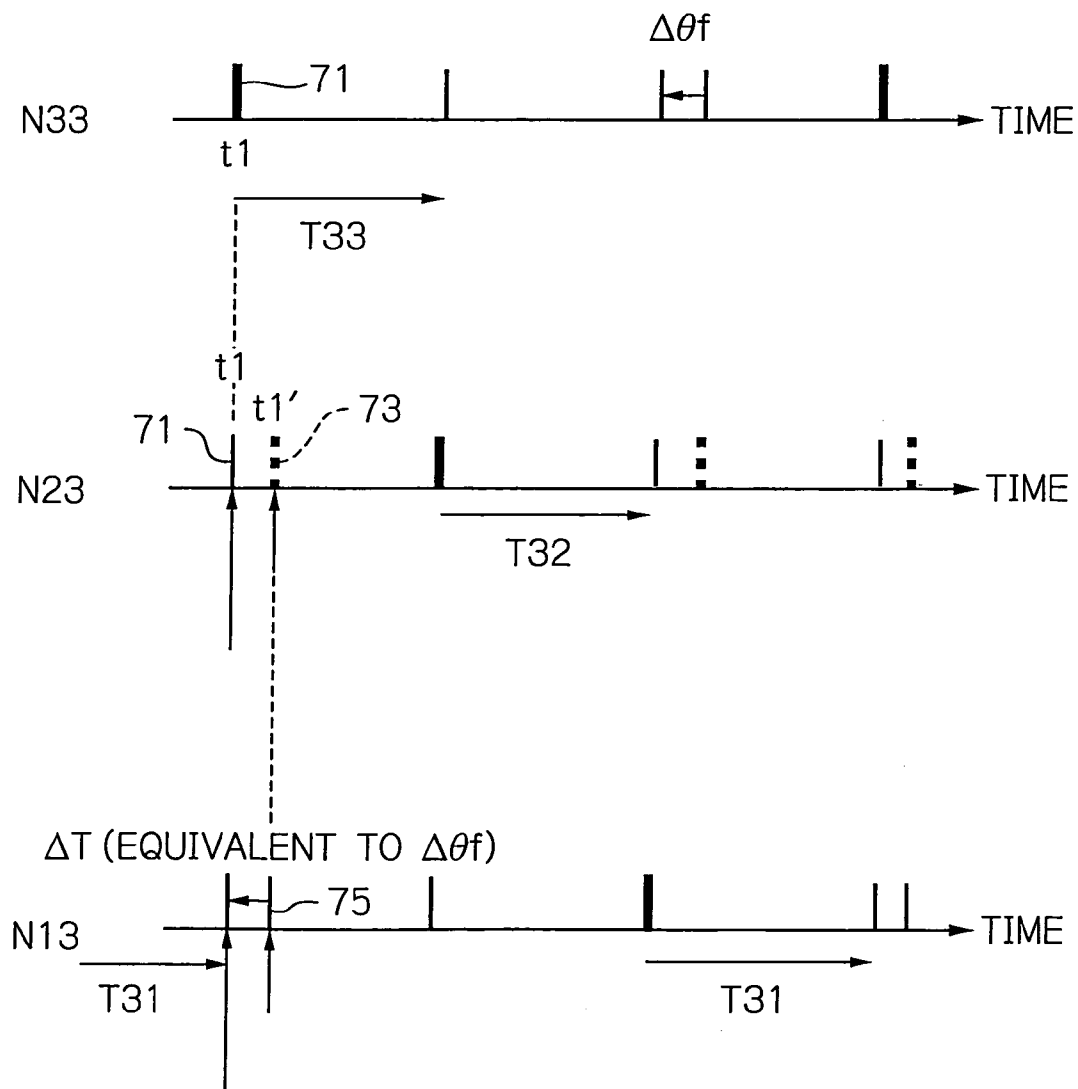 Δθf
71
N33
TIME
t1
T33
t1
t1′
73
71
N23
TIME
T32
ΔT (EQUIVALENT TO Δθf)
75
N13
TIME
T31
T31